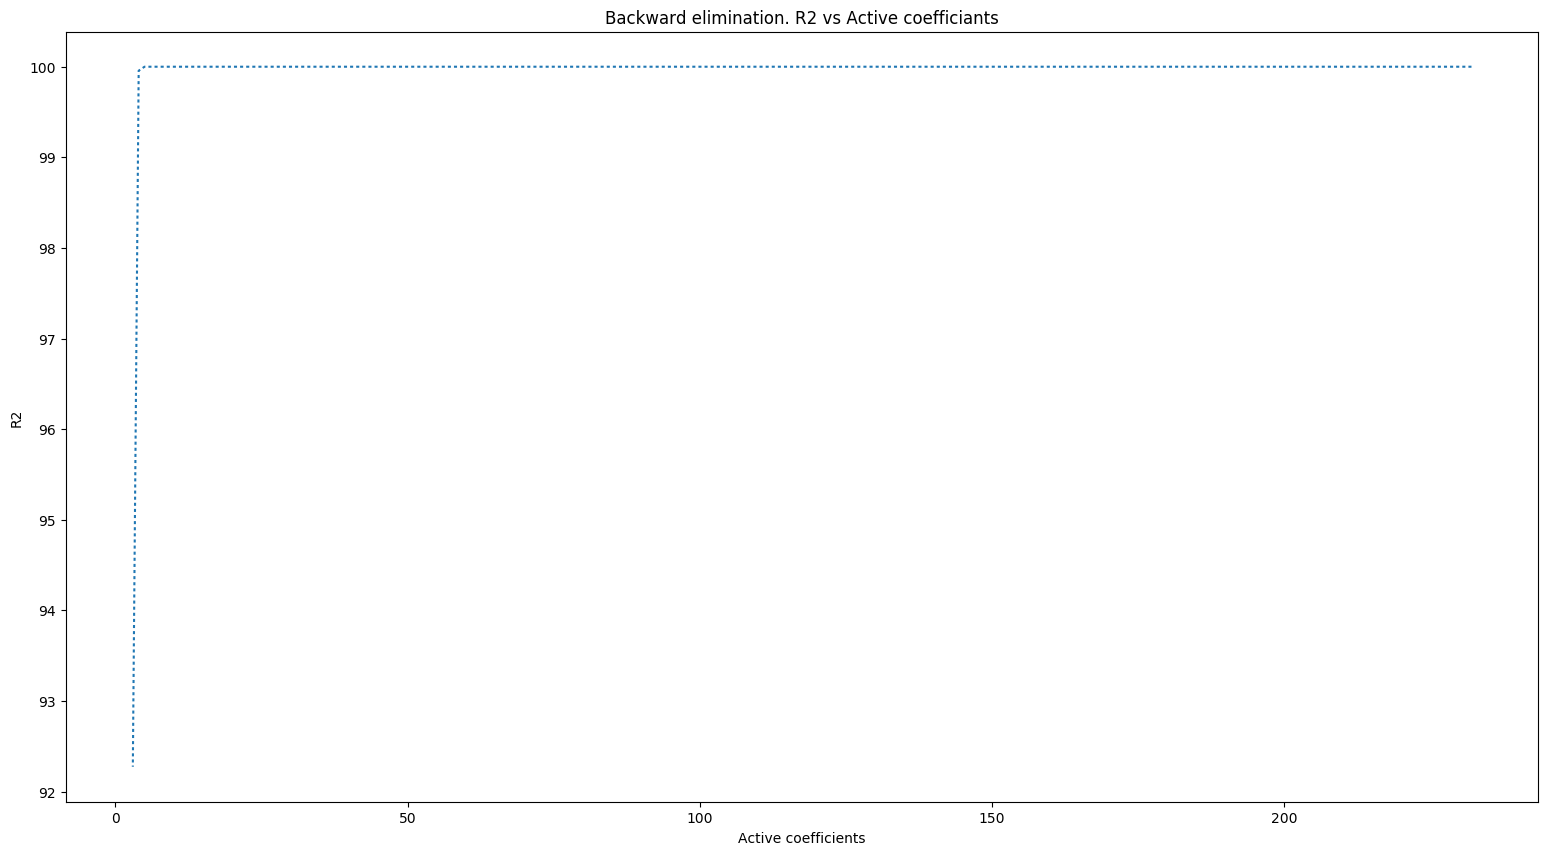 Backward elimination. R2 vs Active coefficiants
100
99
98
97
96
95
94
93
92
R2
0 50 100 150 200
Active coefficients